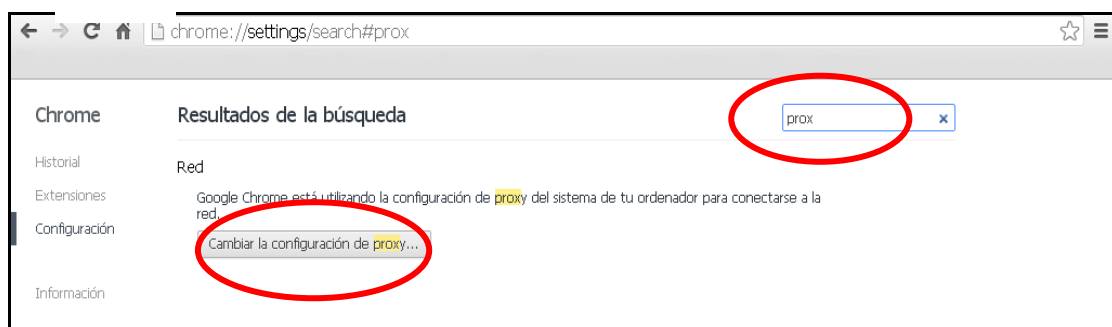 chrome://settings/search#prox
Chrome
Resultados de la búsqueda
prox
Historial
Red
Extensiones
Google Chrome está utilizando la configuración de proxy del sistema de tu ordenador para conectarse a la
red.
Configuración
Cambiar la configuración de proxy...
Información